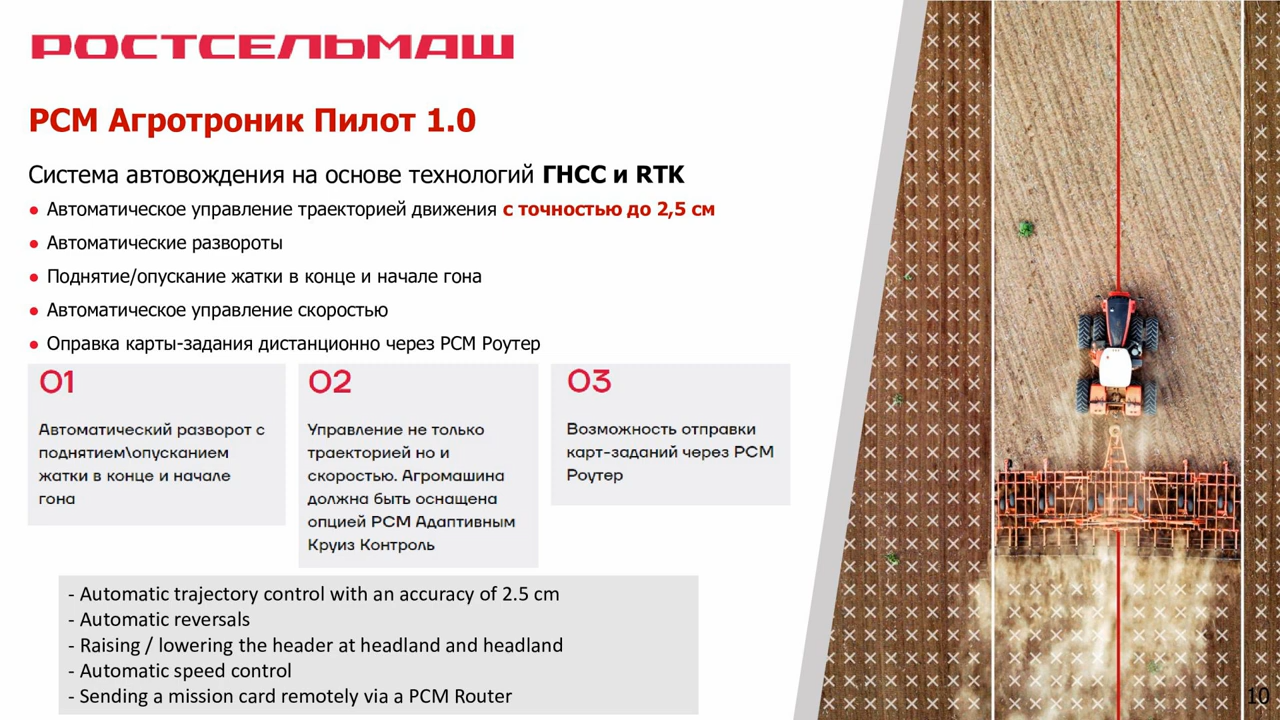 РОСТСЕЛЬМАШ
РСМ Агротроник Пилот 1.0
Система автовождения на основе технологий ГНСС и RTK
● Автоматическое управление траекторией движения с точностью до 2,5 см
● Автоматические развороты
● Поднятие/опускание жатки в конце и начале гона
● Автоматическое управление скоростью
● Оправка карты-задания дистанционно через РСМ Роутер
01
Автоматический разворот с
поднятием\опусканием
жатки в конце и начале
гона
02
Управление не только
траекторией но и
скоростью. Агромашина
должна быть оснащена
опцией РСМ Адаптивным
Круиз Контроль
03
Возможность отправки
карт-заданий через РСМ
Роутер
- Automatic trajectory control with an accuracy of 2.5 cm
- Automatic reversals
- Raising / lowering the header at headland and headland
- Automatic speed control
- Sending a mission card remotely via a PCM Router
10